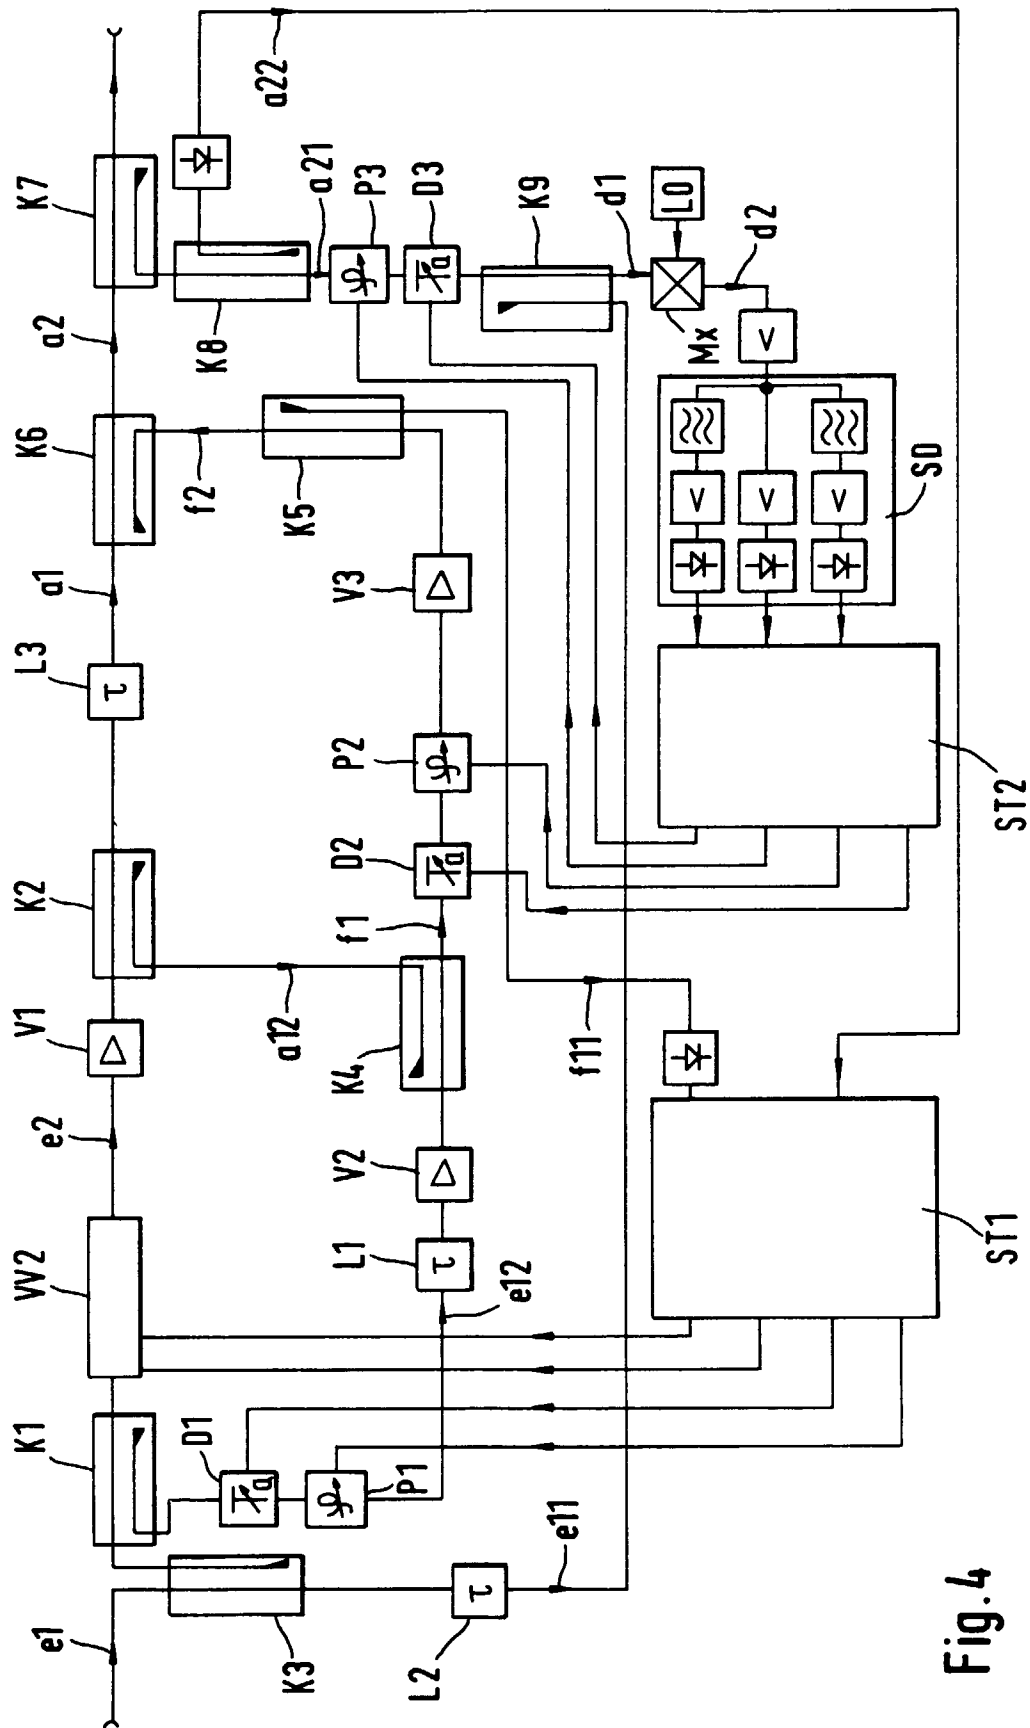 e1
K3
L2
e11
K1
D1
P1
VV2
e12
L1
V2
e2
V1
K2
a12
K4
f1
D2
P2
V3
L3
a1
K6
f2
K5
a2
K7
K8
a22
a21
P3
D3
K9
d1
LO
Mx
d2
SD
ST2
f11
ST1
τ
τ
τ
φ
φ
φ
a
a
a
Fig.4